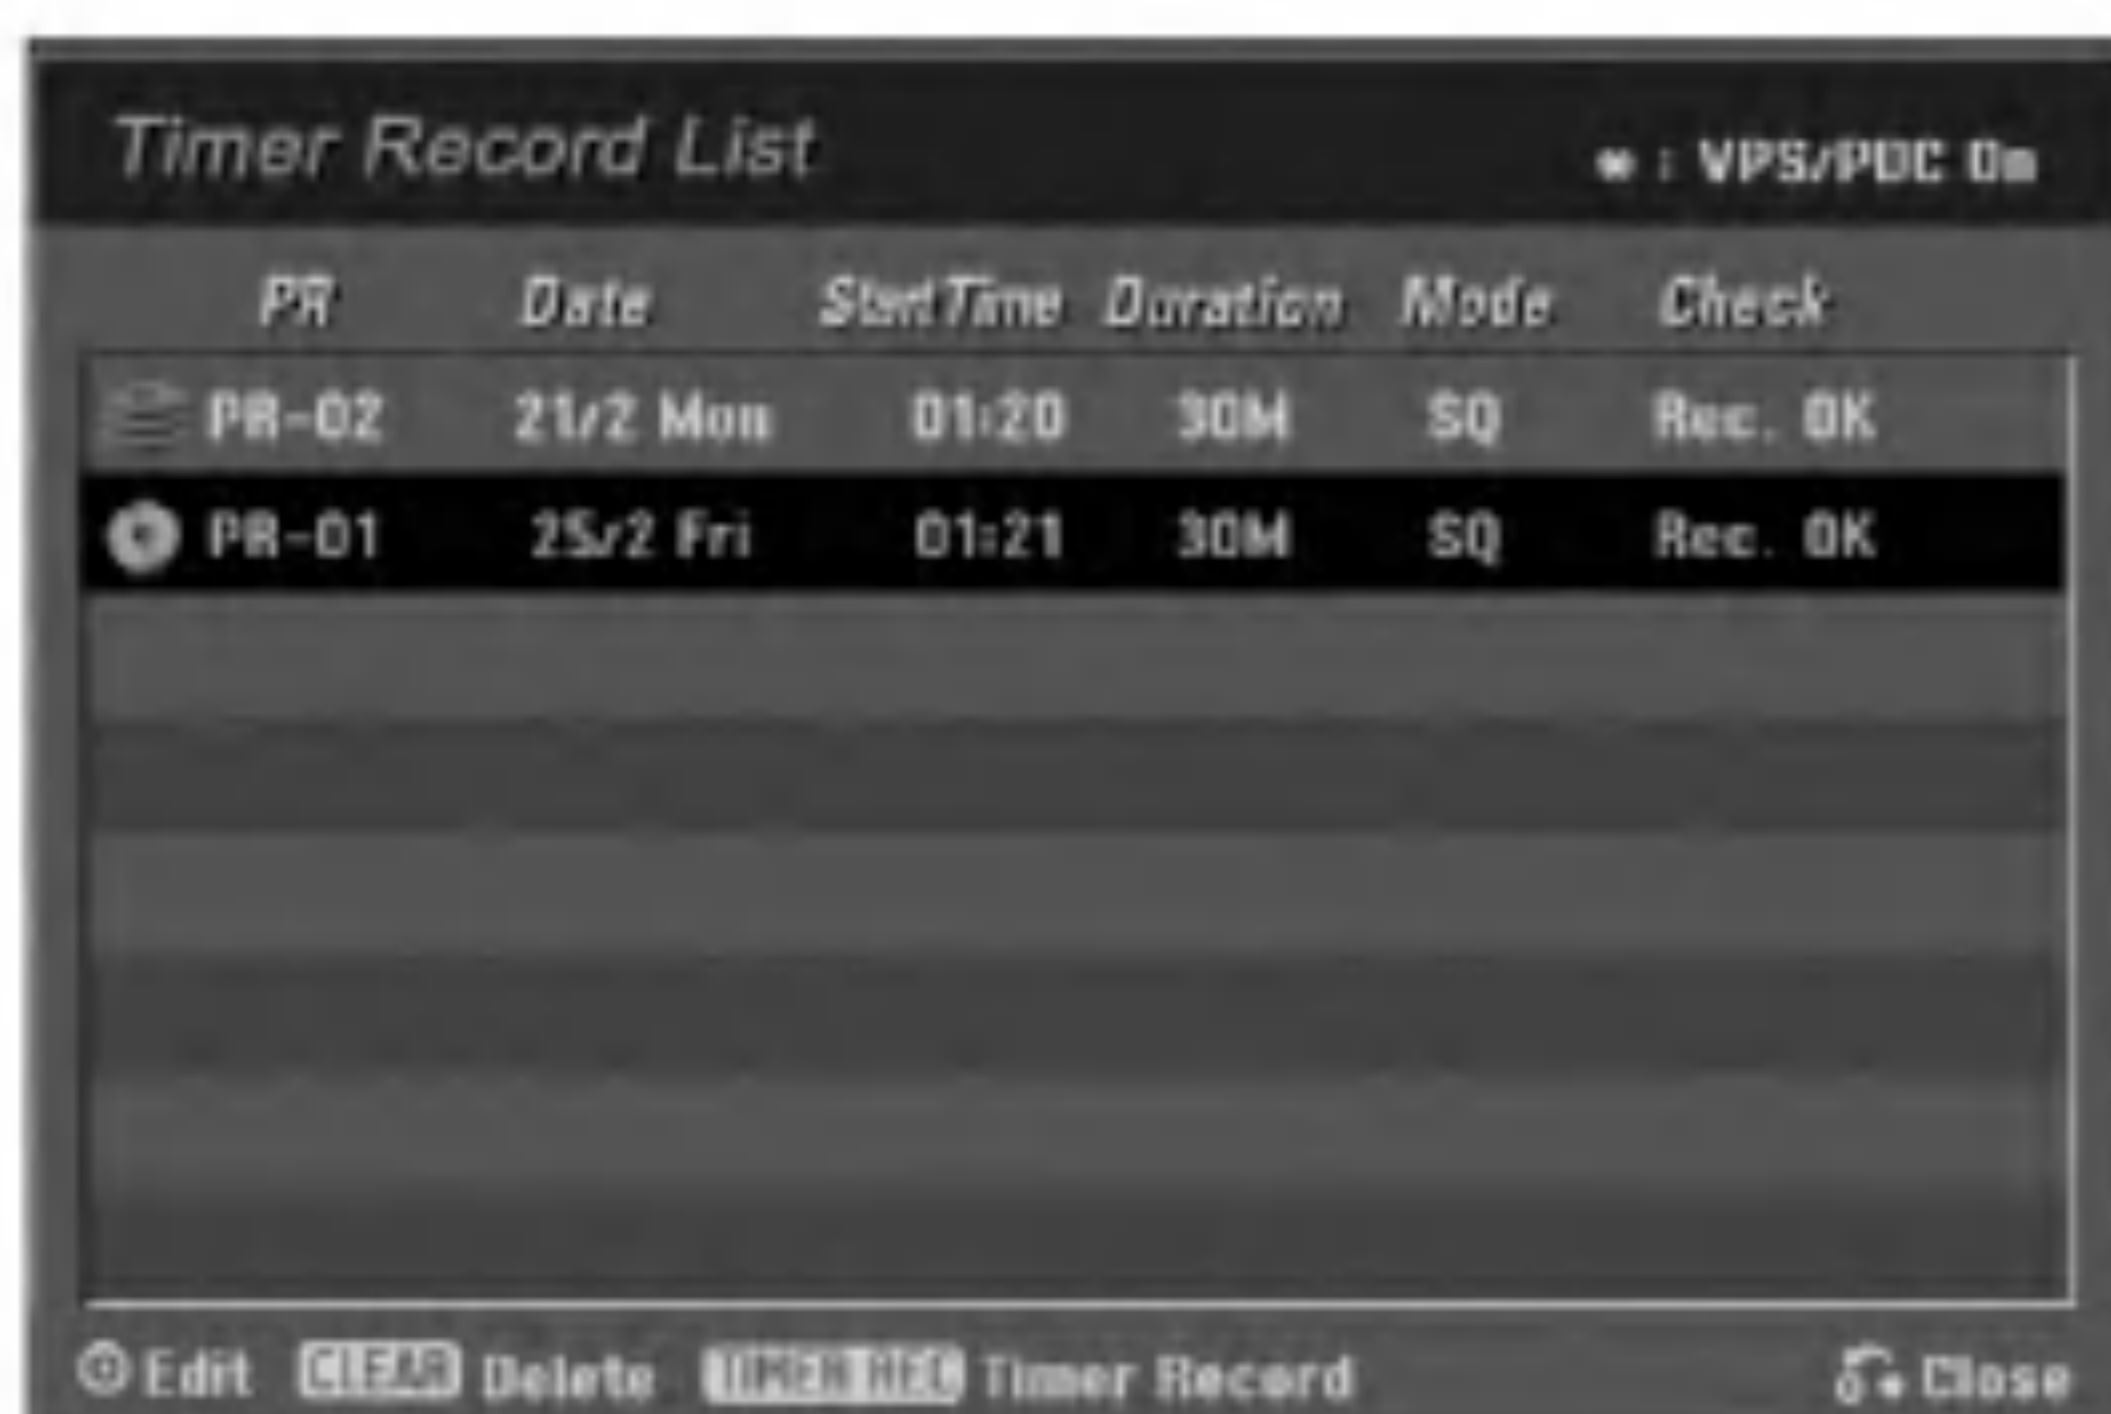 Timer Record List * : VPS/PDC On
PR Date Start Time Duration Mode Check
PR-02 21/2 Mon 01:20 30M SQ Rec. OK
PR-01 25/2 Fri 01:21 30M SQ Rec. OK
Edit CLEAR Delete TIMER REC Timer Record Close